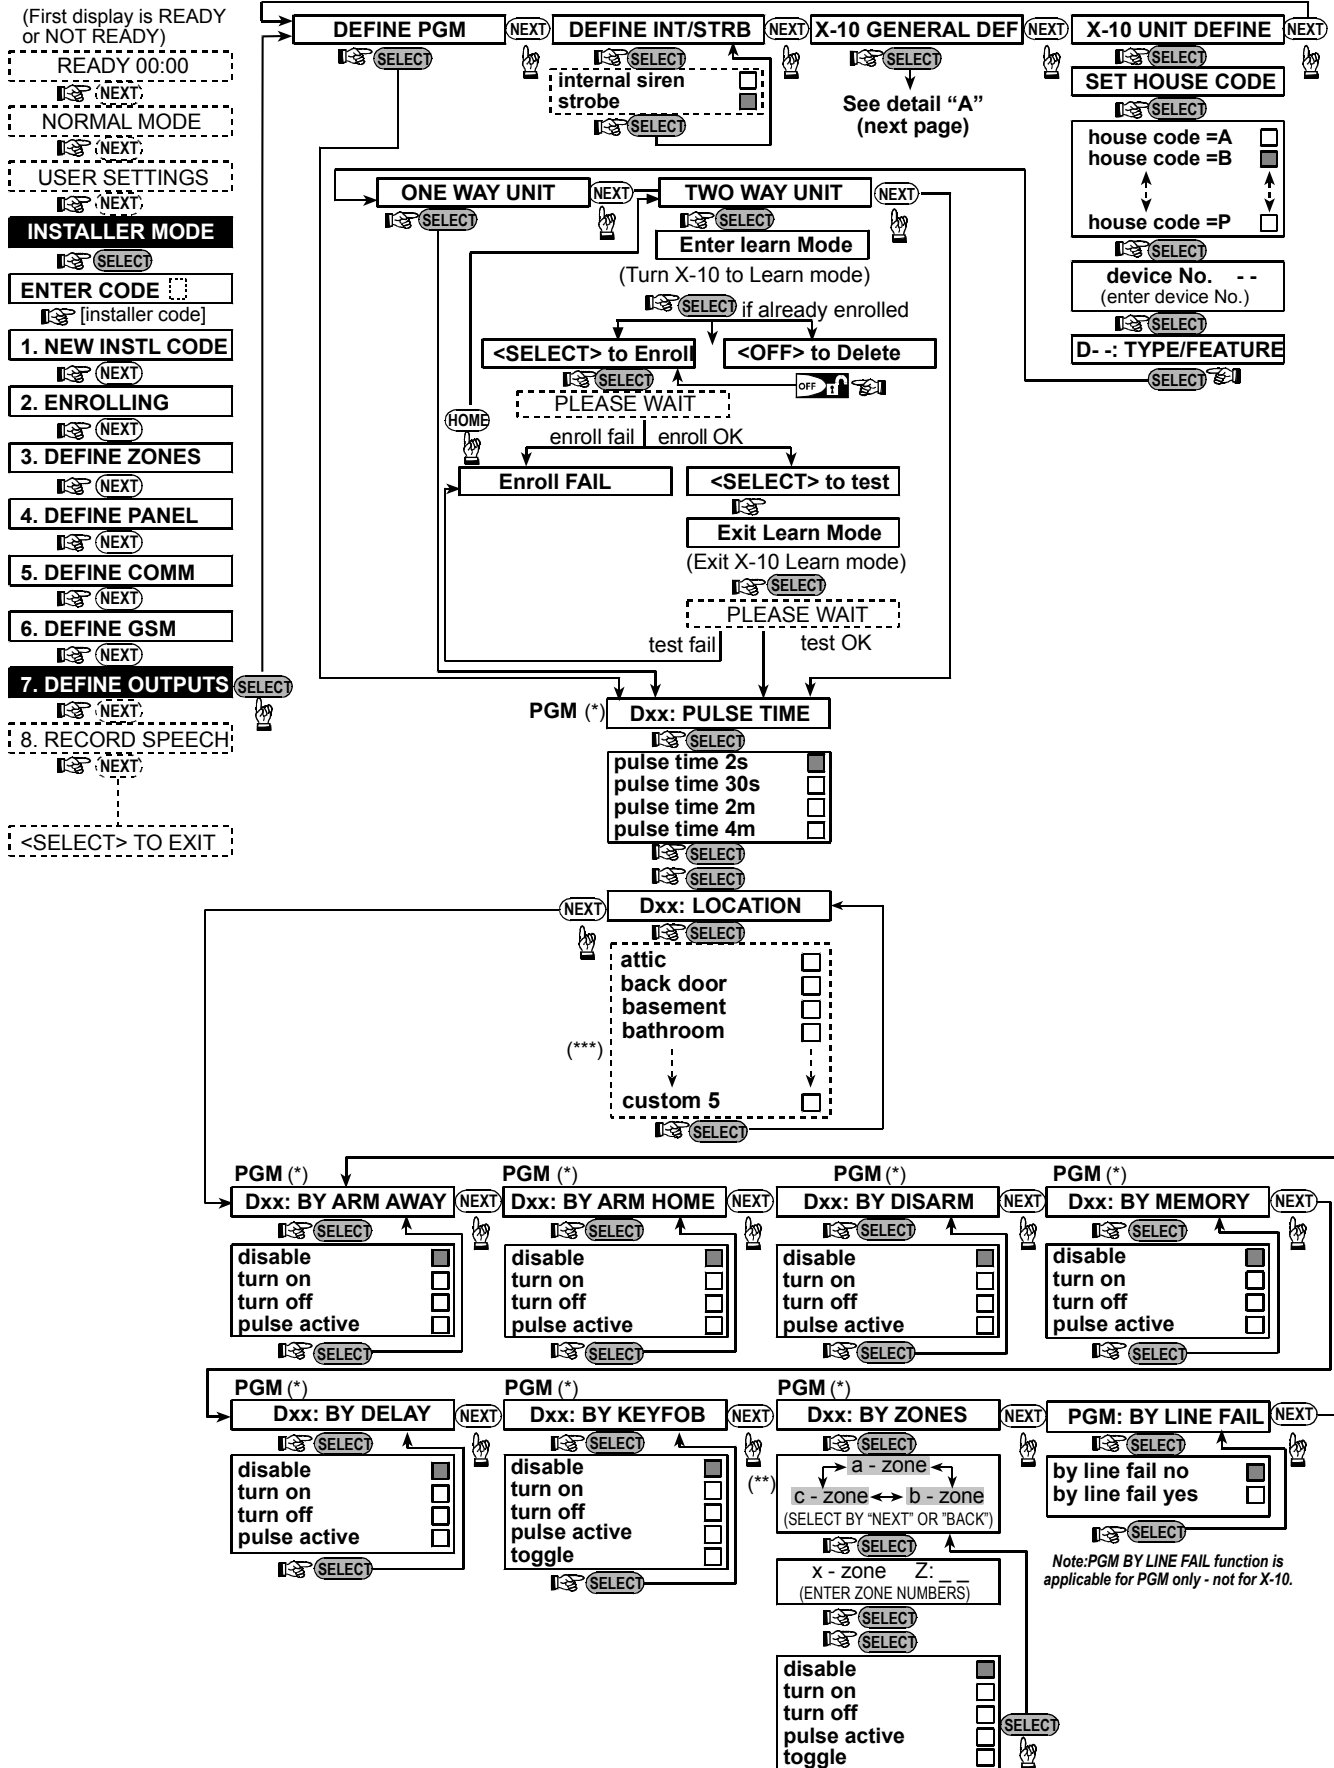 (First display is READY
or NOT READY)
READY 00:00
NEXT
NORMAL MODE
NEXT
USER SETTINGS
NEXT
INSTALLER MODE
SELECT
ENTER CODE
[installer code]
1. NEW INSTL CODE
NEXT
2. ENROLLING
NEXT
3. DEFINE ZONES
NEXT
4. DEFINE PANEL
NEXT
5. DEFINE COMM
NEXT
6. DEFINE GSM
NEXT
7. DEFINE OUTPUTS SELECT
NEXT
8. RECORD SPEECH
NEXT
<SELECT> TO EXIT
DEFINE PGM NEXT DEFINE INT/STRB NEXT X-10 GENERAL DEF NEXT X-10 UNIT DEFINE NEXT
SELECT SELECT SELECT SELECT
internal siren
strobe
SELECT
See detail “A”
(next page)
SET HOUSE CODE
SELECT
house code =A
house code =B
house code =P
SELECT
device No. - -
(enter device No.)
SELECT
D- -: TYPE/FEATURE
SELECT
ONE WAY UNIT NEXT TWO WAY UNIT NEXT
SELECT SELECT
Enter learn Mode
(Turn X-10 to Learn mode)
SELECT if already enrolled
<SELECT> to Enroll <OFF> to Delete
SELECT OFF
PLEASE WAIT
HOME
enroll fail enroll OK
Enroll FAIL <SELECT> to test
Exit Learn Mode
(Exit X-10 Learn mode)
SELECT
PLEASE WAIT
test fail test OK
PGM (*) Dxx: PULSE TIME
SELECT
pulse time 2s
pulse time 30s
pulse time 2m
pulse time 4m
SELECT
SELECT
NEXT Dxx: LOCATION
SELECT
attic
back door
basement
bathroom
(***)
custom 5
SELECT
PGM (*) PGM (*) PGM (*) PGM (*)
Dxx: BY ARM AWAY NEXT Dxx: BY ARM HOME NEXT Dxx: BY DISARM NEXT Dxx: BY MEMORY NEXT
SELECT SELECT SELECT SELECT
disable disable disable disable
turn on turn on turn on turn on
turn off turn off turn off turn off
pulse active pulse active pulse active pulse active
SELECT SELECT SELECT SELECT
PGM (*) PGM (*) PGM (*)
Dxx: BY DELAY NEXT Dxx: BY KEYFOB NEXT Dxx: BY ZONES NEXT PGM: BY LINE FAIL NEXT
SELECT SELECT SELECT SELECT
disable
turn on
turn off
pulse active
SELECT
disable
turn on
turn off
pulse active
toggle
SELECT
(**)
a - zone
c - zone b - zone
(SELECT BY “NEXT” OR ”BACK”)
SELECT
x - zone Z: _ _
(ENTER ZONE NUMBERS)
SELECT
SELECT
disable
turn on
turn off
pulse active
toggle
SELECT
by line fail no
by line fail yes
SELECT
Note:PGM BY LINE FAIL function is
applicable for PGM only - not for X-10.